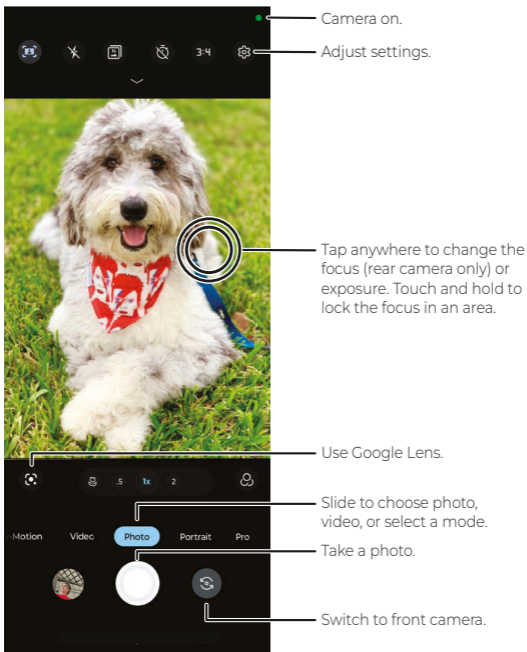 Camera on.
3:4
Adjust settings.
Tap anywhere to change the
focus (rear camera only) or
exposure. Touch and hold to
lock the focus in an area.
Use Google Lens.
.5 1x 2
Slide to choose photo,
video, or select a mode.
Motion Video Photo Portrait Pro
Take a photo.
Switch to front camera.